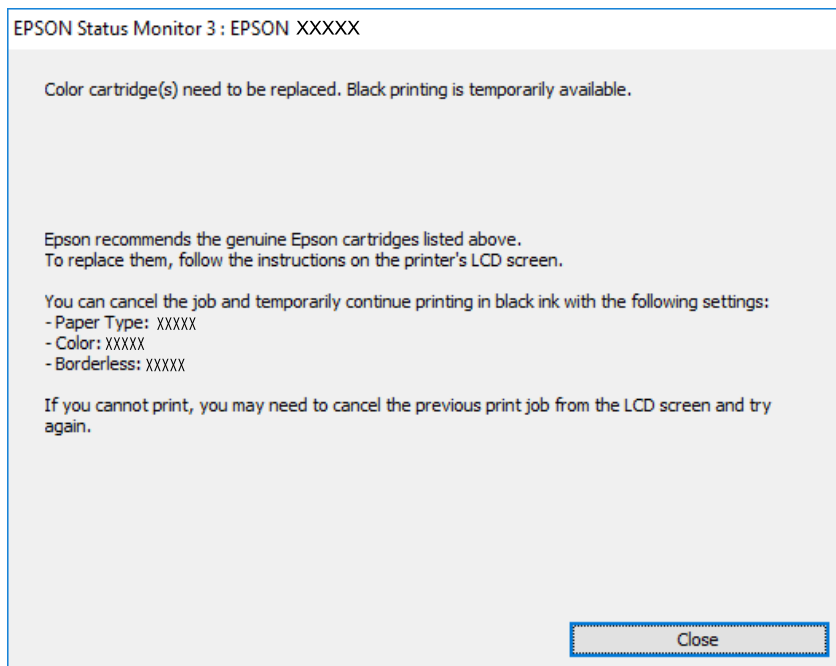 EPSON Status Monitor 3 : EPSON XXXXX
Color cartridge(s) need to be replaced. Black printing is temporarily available.
Epson recommends the genuine Epson cartridges listed above.
To replace them, follow the instructions on the printer's LCD screen.
You can cancel the job and temporarily continue printing in black ink with the following settings:
- Paper Type: XXXXX
- Color: XXXXX
- Borderless: XXXXX
If you cannot print, you may need to cancel the previous print job from the LCD screen and try
again.
Close